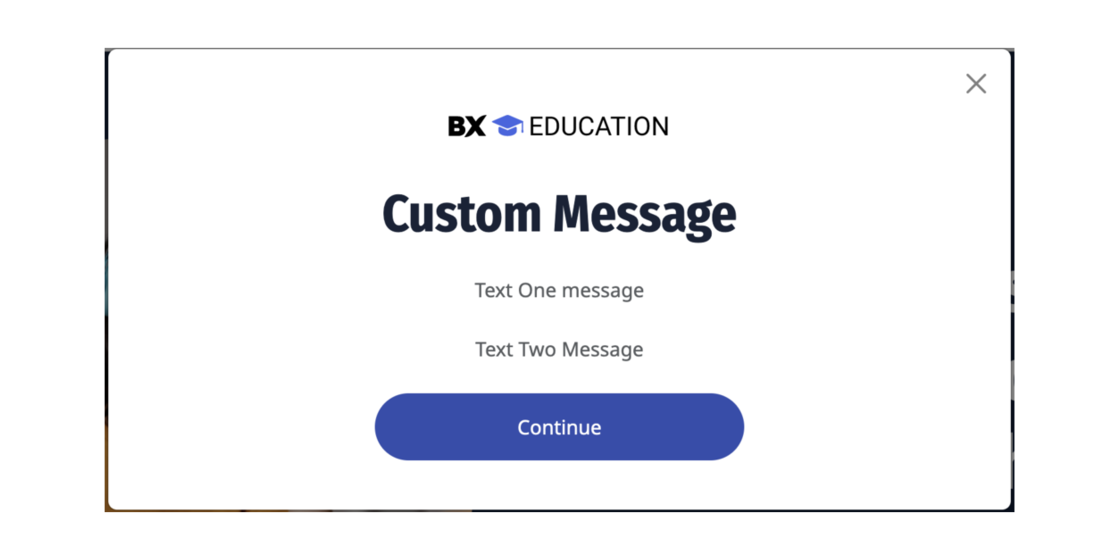 BX EDUCATION
Custom Message
Text One message
Text Two Message
Continue